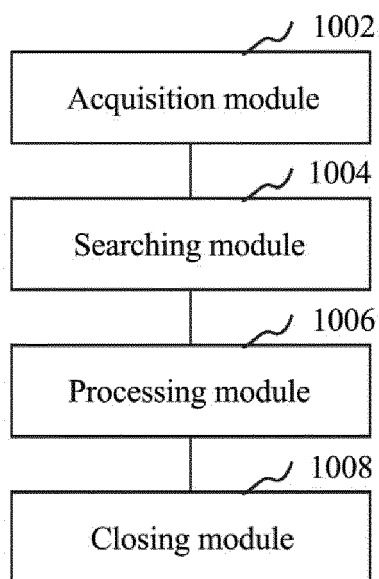 1002
Acquisition module
1004
Searching module
1006
Processing module
1008
Closing module